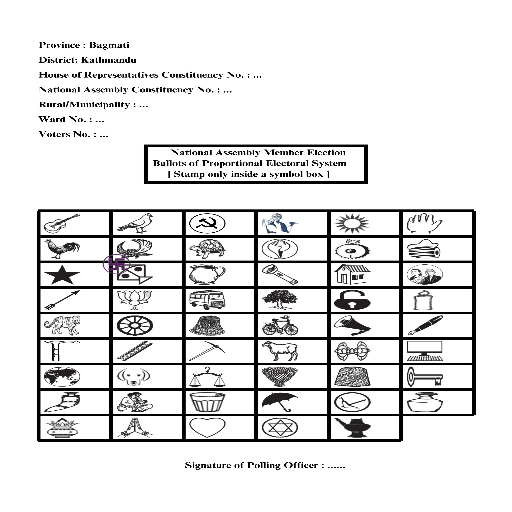 Province : Bagmati
District: Kathmandu
House of Representatives Constituency No. : ...
National Assembly Constituency No. : ...
Rural/Municipality : ...
Ward No. : ...
Voters No. : ...
National Assembly Member Election
Ballots of Proportional Electoral System
[ Stamp only inside a symbol box ]
Signature of Polling Officer : ......